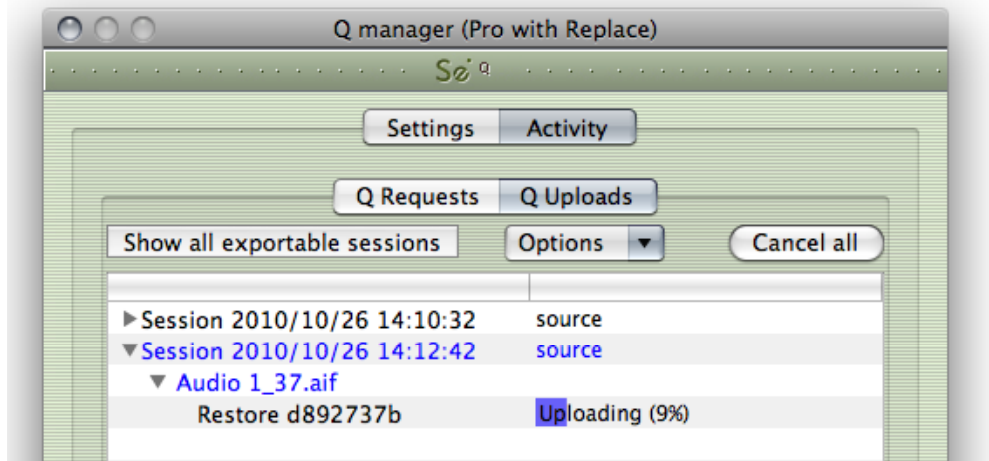 Q manager (Pro with Replace)
Se Q
Settings Activity
Q Requests Q Uploads
Show all exportable sessions Options Cancel all
Session 2010/10/26 14:10:32 source
Session 2010/10/26 14:12:42 source
Audio 1_37.aif
Restore d892737b Uploading (9%)